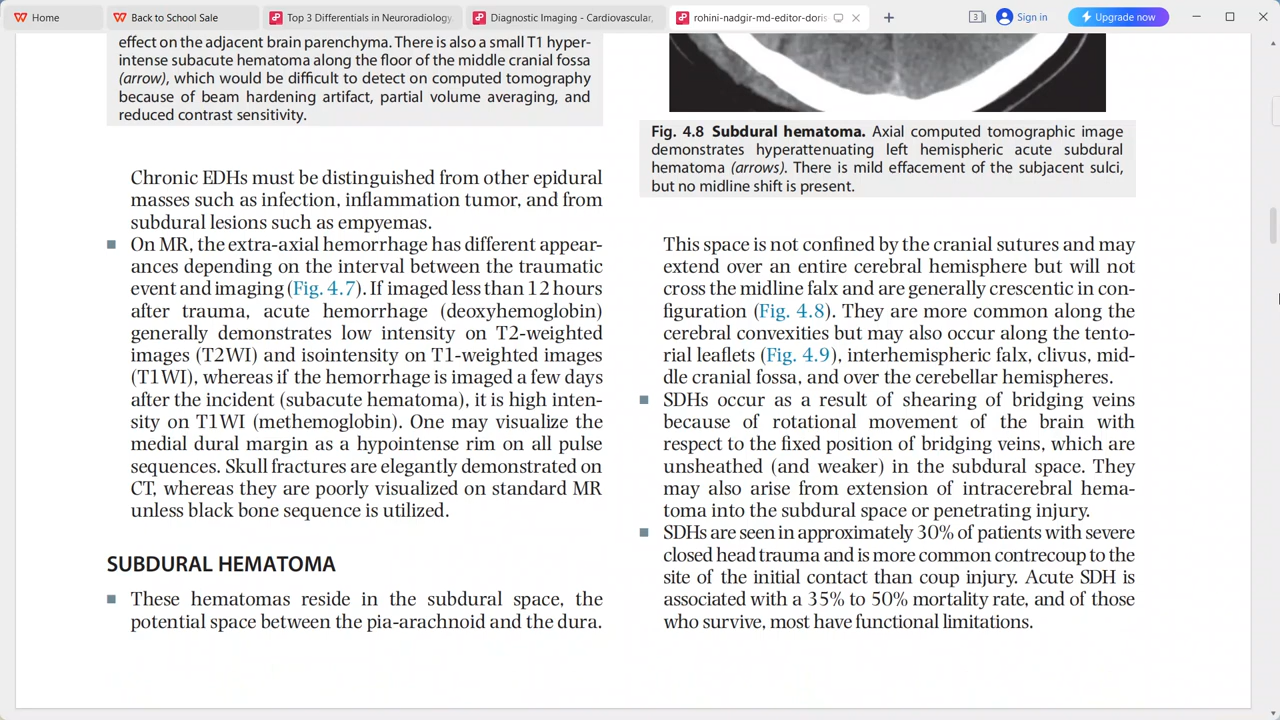 Home
Back to School Sale
Top 3 Differentials in Neuroradiology
Diagnostic Imaging - Cardiovascular,
rohini-nadgir-md-editor-doris
3
Sign in
Upgrade now
effect on the adjacent brain parenchyma. There is also a small T1 hyper-
intense subacute hematoma along the floor of the middle cranial fossa
(arrow), which would be difficult to detect on computed tomography
because of beam hardening artifact, partial volume averaging, and
reduced contrast sensitivity.
Chronic EDHs must be distinguished from other epidural
masses such as infection, inflammation tumor, and from
subdural lesions such as empyemas.
■ On MR, the extra-axial hemorrhage has different appear-
ances depending on the interval between the traumatic
event and imaging (Fig. 4.7). If imaged less than 12 hours
after trauma, acute hemorrhage (deoxyhemoglobin)
generally demonstrates low intensity on T2-weighted
images (T2WI) and isointensity on T1-weighted images
(T1WI), whereas if the hemorrhage is imaged a few days
after the incident (subacute hematoma), it is high inten-
sity on T1WI (methemoglobin). One may visualize the
medial dural margin as a hypointense rim on all pulse
sequences. Skull fractures are elegantly demonstrated on
CT, whereas they are poorly visualized on standard MR
unless black bone sequence is utilized.
SUBDURAL HEMATOMA
■ These hematomas reside in the subdural space, the
potential space between the pia-arachnoid and the dura.
Fig. 4.8 Subdural hematoma. Axial computed tomographic image
demonstrates hyperattenuating left hemispheric acute subdural
hematoma (arrows). There is mild effacement of the subjacent sulci,
but no midline shift is present.
This space is not confined by the cranial sutures and may
extend over an entire cerebral hemisphere but will not
cross the midline falx and are generally crescentic in con-
figuration (Fig. 4.8). They are more common along the
cerebral convexities but may also occur along the tento-
rial leaflets (Fig. 4.9), interhemispheric falx, clivus, mid-
dle cranial fossa, and over the cerebellar hemispheres.
■ SDHs occur as a result of shearing of bridging veins
because of rotational movement of the brain with
respect to the fixed position of bridging veins, which are
unsheathed (and weaker) in the subdural space. They
may also arise from extension of intracerebral hema-
toma into the subdural space or penetrating injury.
■ SDHs are seen in approximately 30% of patients with severe
closed head trauma and is more common contrecoup to the
site of the initial contact than coup injury. Acute SDH is
associated with a 35% to 50% mortality rate, and of those
who survive, most have functional limitations.